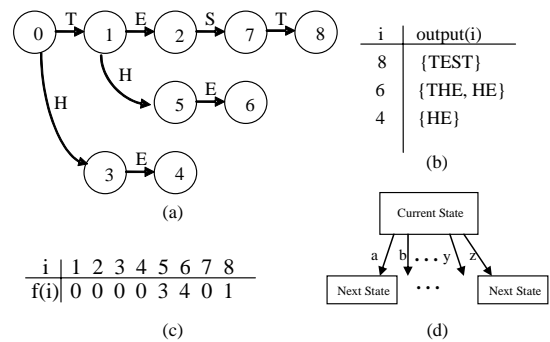 0 T 1 E 2 S 7 T 8
H
H
5 E 6
3 E 4
(a)
i output(i)
8 {TEST}
6 {THE, HE}
4 {HE}
(b)
i 1 2 3 4 5 6 7 8
f(i) 0 0 0 0 3 4 0 1
(c)
Current State
a b ... y z
Next State ... Next State
(d)